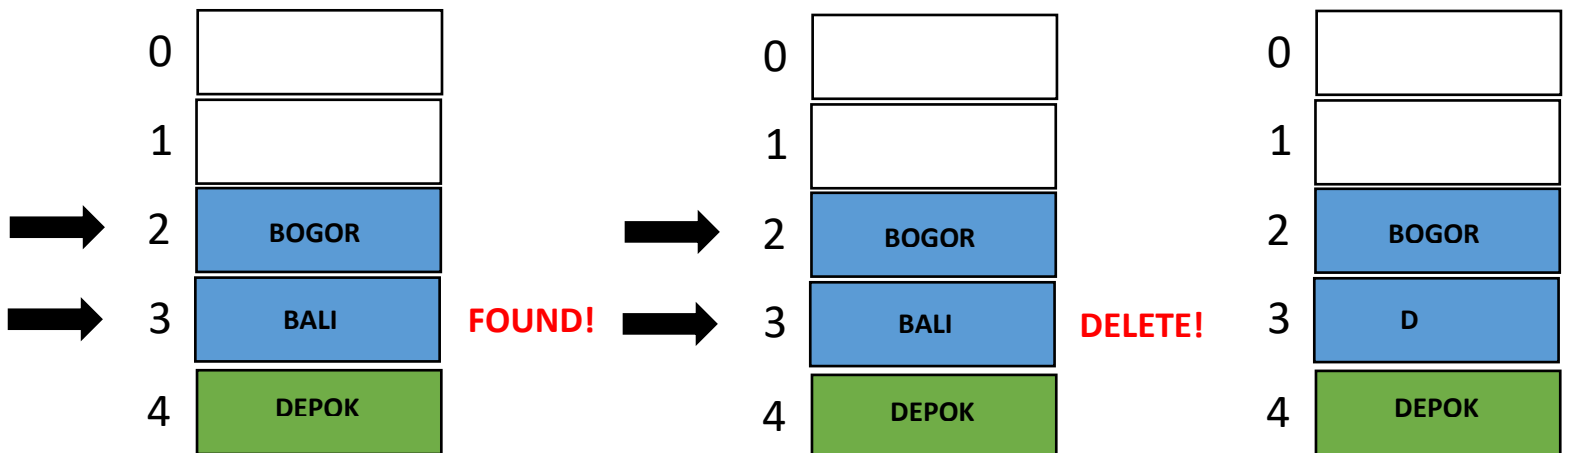 0
1
2 BOGOR
3 BALI FOUND!
4 DEPOK
0
1
2 BOGOR
3 BALI DELETE!
4 DEPOK
0
1
2 BOGOR
3 D
4 DEPOK